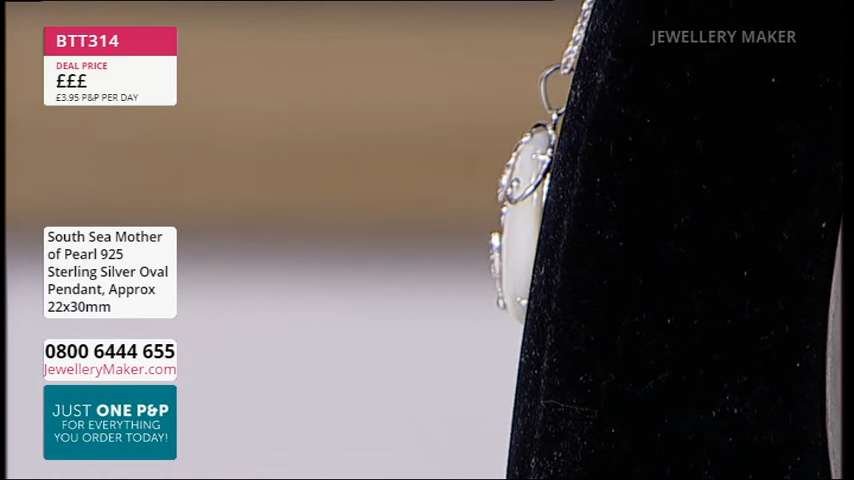 BTT314
DEAL PRICE
£££
£3.95 P&P PER DAY
JEWELLERY MAKER
South Sea Mother
of Pearl 925
Sterling Silver Oval
Pendant, Approx
22x30mm
0800 6444 655
JewelleryMaker.com
JUST ONE P&P
FOR EVERYTHING
YOU ORDER TODAY!